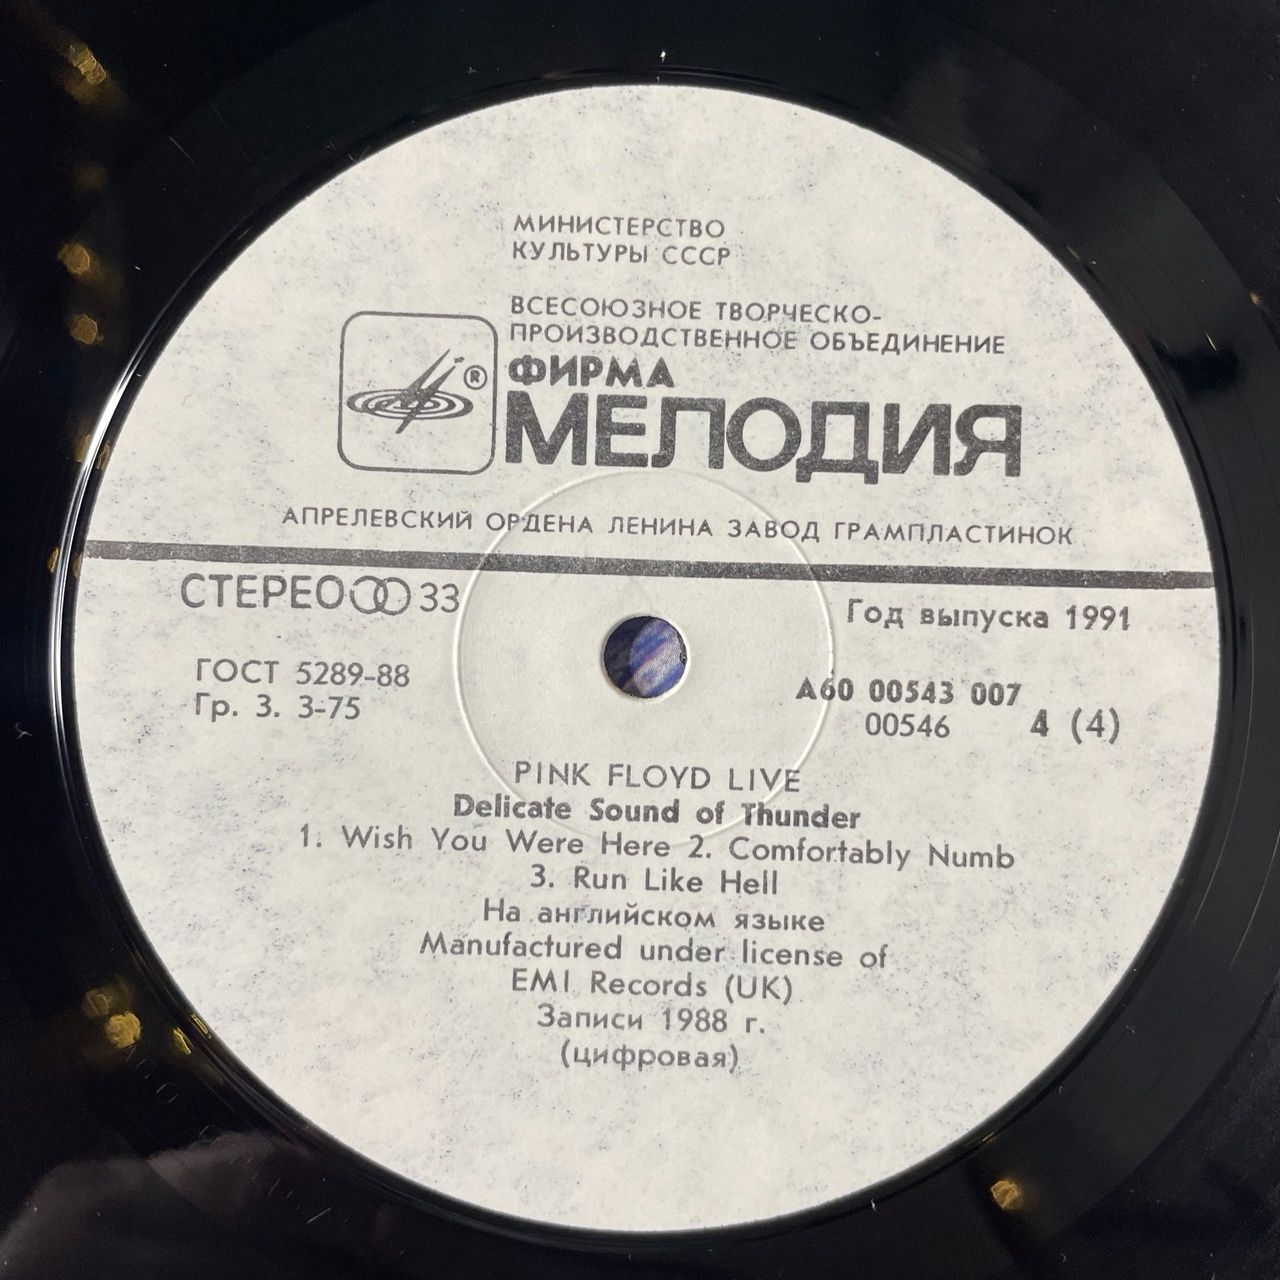 МИНИСТЕРСТВО
КУЛЬТУРЫ СССР
ВСЕСОЮЗНОЕ ТВОРЧЕСКО-
ПРОИЗВОДСТВЕННОЕ ОБЪЕДИНЕНИЕ
ФИРМА
®
МЕЛОДИЯ
АПРЕЛЕВСКИЙ ОРДЕНА ЛЕНИНА ЗАВОД ГРАМПЛАСТИНОК
СТЕРЕО 33
Год выпуска 1991
ГОСТ 5289-88
Гр. 3. 3-75
А60 00543 007
00546 4 (4)
PINK FLOYD LIVE
Delicate Sound of Thunder
1. Wish You Were Here 2. Comfortably Numb
3. Run Like Hell
На английском языке
Manufactured under license of
EMI Records (UK)
Записи 1988 г.
(цифровая)